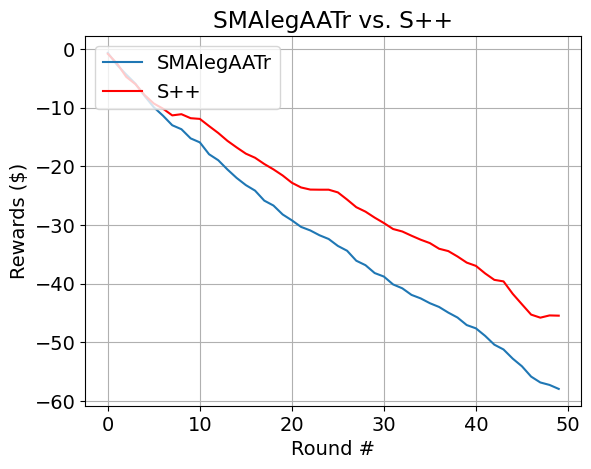 SMAlegAATr vs. S++
SMAlegAATr
S++
0
−10
−20
−30
−40
−50
−60
Rewards ($)
0 10 20 30 40 50
Round #